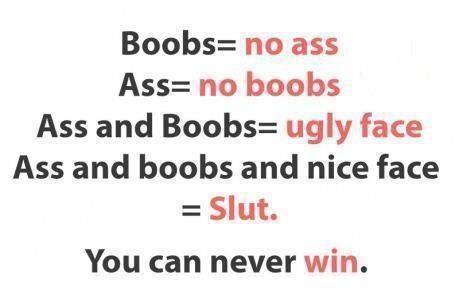 Boobs= no ass
Ass= no boobs
Ass and Boobs= ugly face
Ass and boobs and nice face
= Slut.
You can never win.